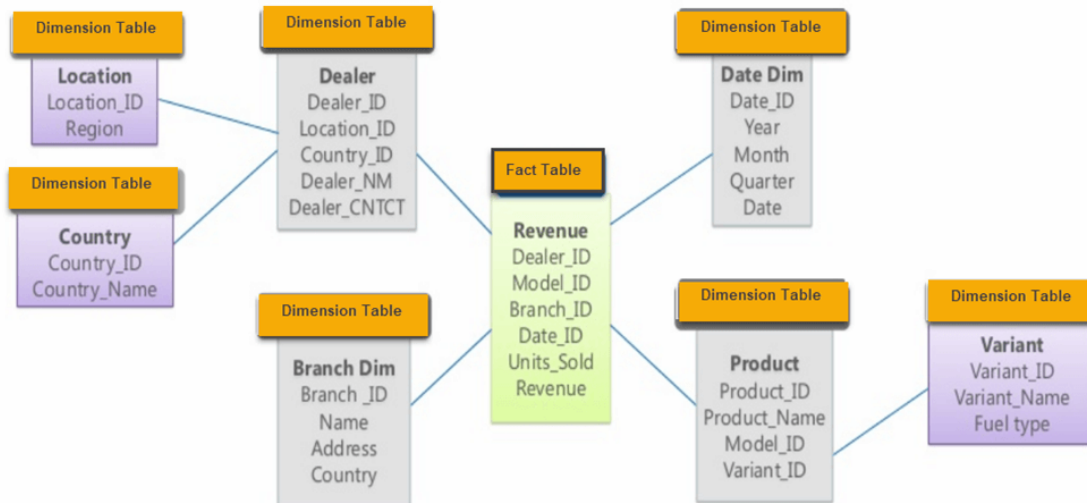 Dimension Table
Location
Location_ID
Region
Dimension Table
Country
Country_ID
Country_Name
Dimension Table
Dealer
Dealer_ID
Location_ID
Country_ID
Dealer_NM
Dealer_CNTCT
Dimension Table
Branch Dim
Branch _ID
Name
Address
Country
Fact Table
Revenue
Dealer_ID
Model_ID
Branch_ID
Date_ID
Units_Sold
Revenue
Dimension Table
Date Dim
Date_ID
Year
Month
Quarter
Date
Dimension Table
Product
Product_ID
Product_Name
Model_ID
Variant_ID
Dimension Table
Variant
Variant_ID
Variant_Name
Fuel type